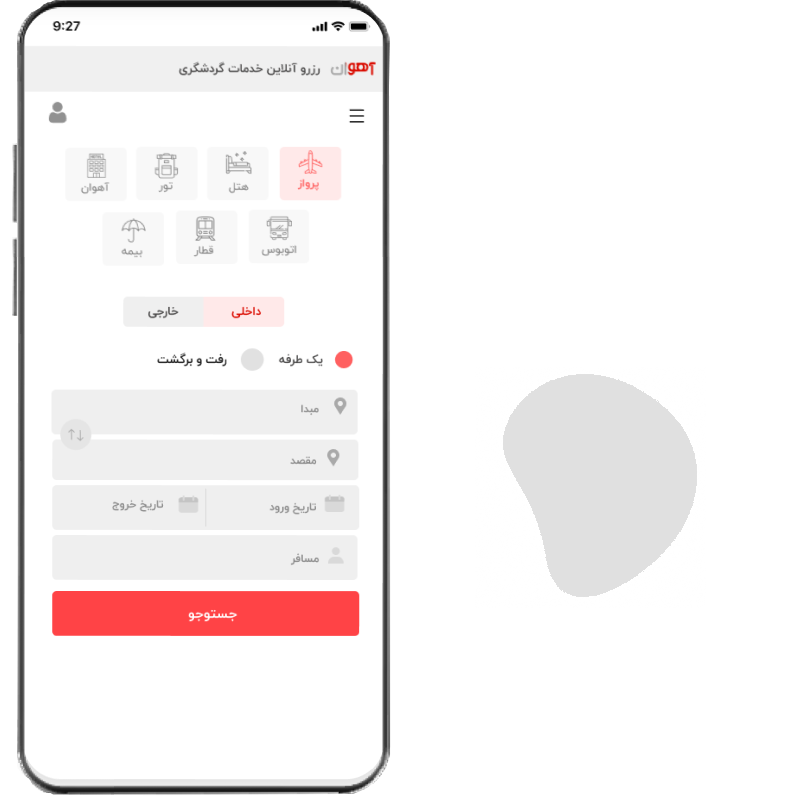 9:27
آهوان رزرو آنلاین خدمات گردشگری
پرواز هتل تور آهوان
اتوبوس قطار بیمه
داخلی خارجی
یک طرفه رفت و برگشت
مبدا
مقصد
تاریخ ورود تاریخ خروج
مسافر
جستوجو